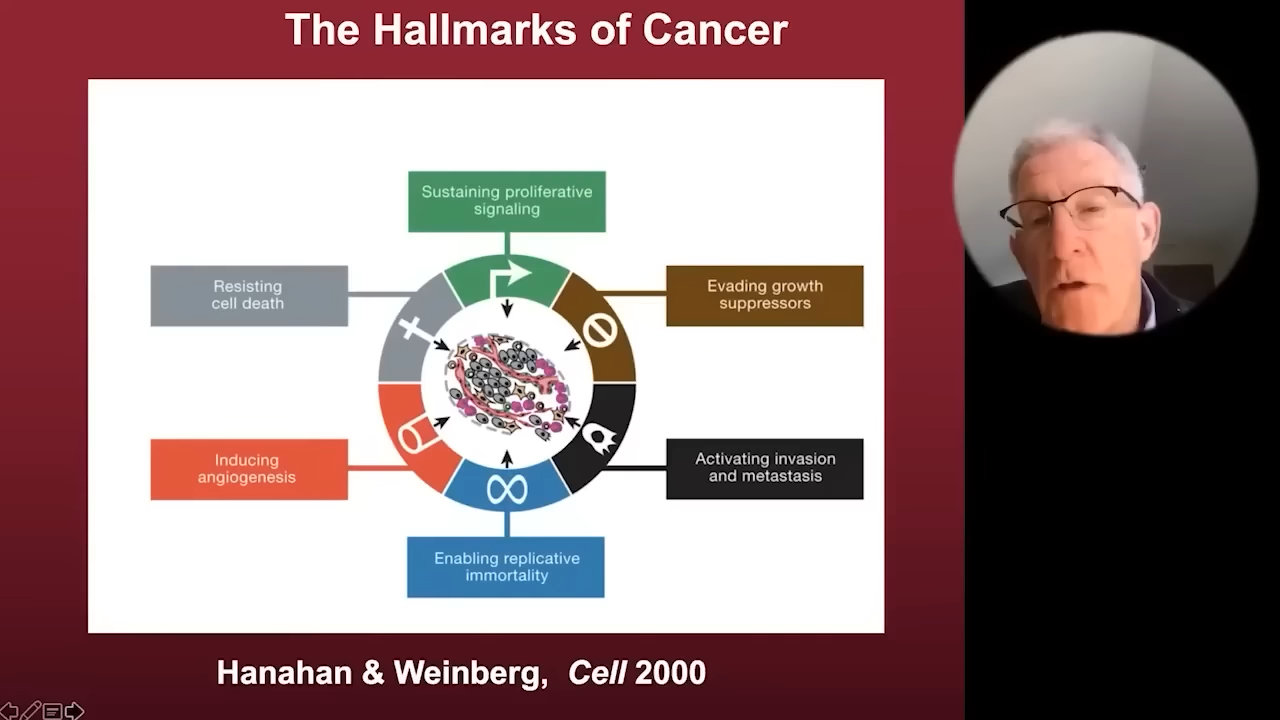 The Hallmarks of Cancer
Sustaining proliferative
signaling
Resisting
cell death
Evading growth
suppressors
Inducing
angiogenesis
Activating invasion
and metastasis
Enabling replicative
immortality
Hanahan & Weinberg, Cell 2000